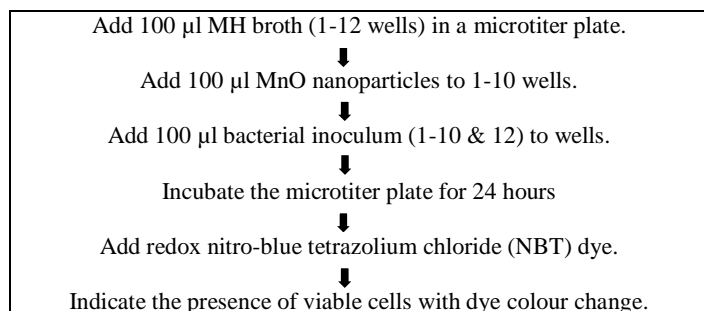 Add 100 µl MH broth (1-12 wells) in a microtiter plate.
Add 100 µl MnO nanoparticles to 1-10 wells.
Add 100 µl bacterial inoculum (1-10 & 12) to wells.
Incubate the microtiter plate for 24 hours
Add redox nitro-blue tetrazolium chloride (NBT) dye.
Indicate the presence of viable cells with dye colour change.